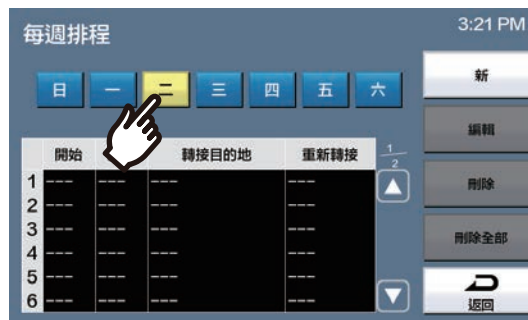 每週排程
3:21 PM
日 一 二 三 四 五 六
新
編輯
刪除
刪除全部
返回
開始 轉接目的地 重新轉接
1/2
1 --- --- --- ---
2 --- --- --- ---
3 --- --- --- ---
4 --- --- --- ---
5 --- --- --- ---
6 --- --- --- ---